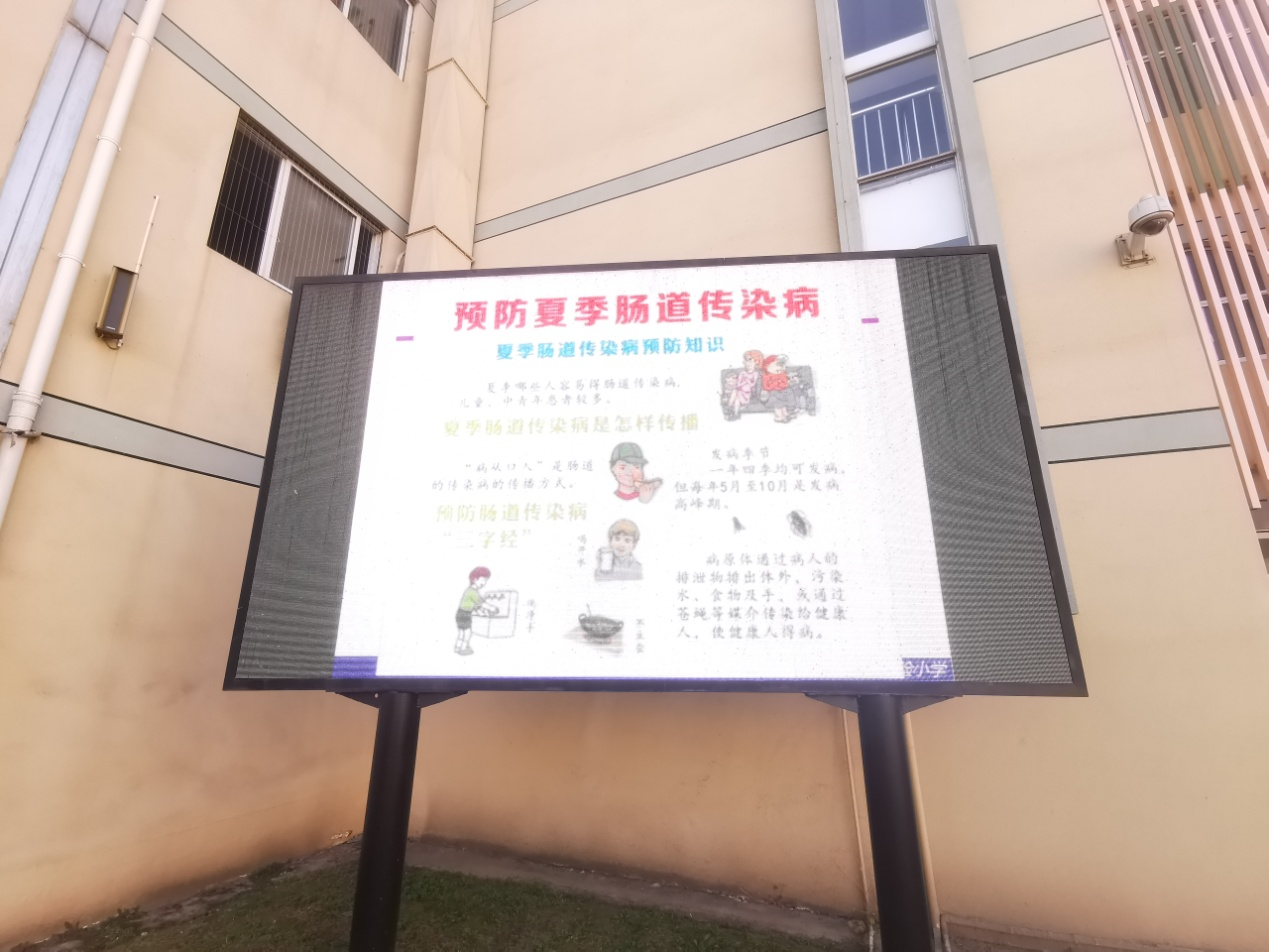 预防夏季肠道传染病
夏季肠道传染病预防知识
夏季哪些人容易得肠道传染病,
儿童、中青年患者较多。
夏季肠道传染病是怎样传播
“病从口入”是肠道
的传染病的传播方式。
预防肠道传染病
“三字经”
喝开水
洗净手
发病季节
一年四季均可发病,
但每年5月至10月是发病
高峰期。
病原体通过病人的
排泄物排出体外, 污染
水、食物及手, 或通过
苍蝇等媒介传染给健康
人, 使健康人得病。
小学